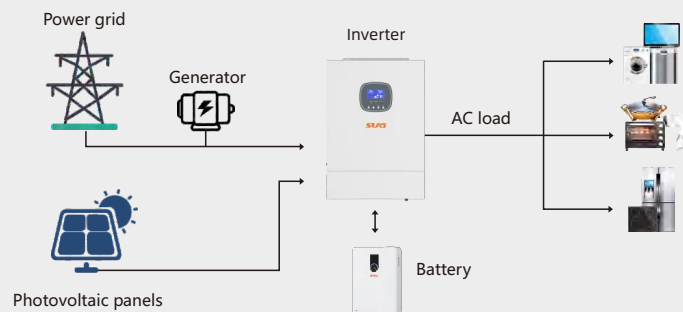 Power grid
Inverter
Generator
AC load
Battery
Photovoltaic panels